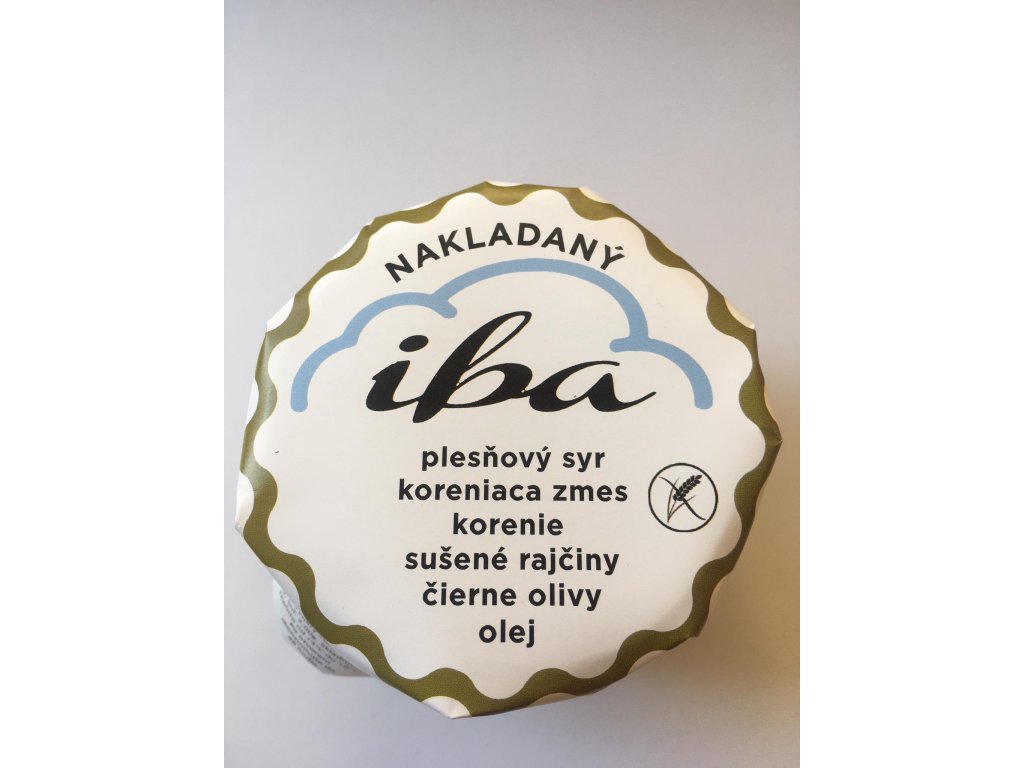 NAKLADANÝ
iba
plesňový syr
koreniaca zmes
korenie
sušené rajčiny
čierne olivy
olej